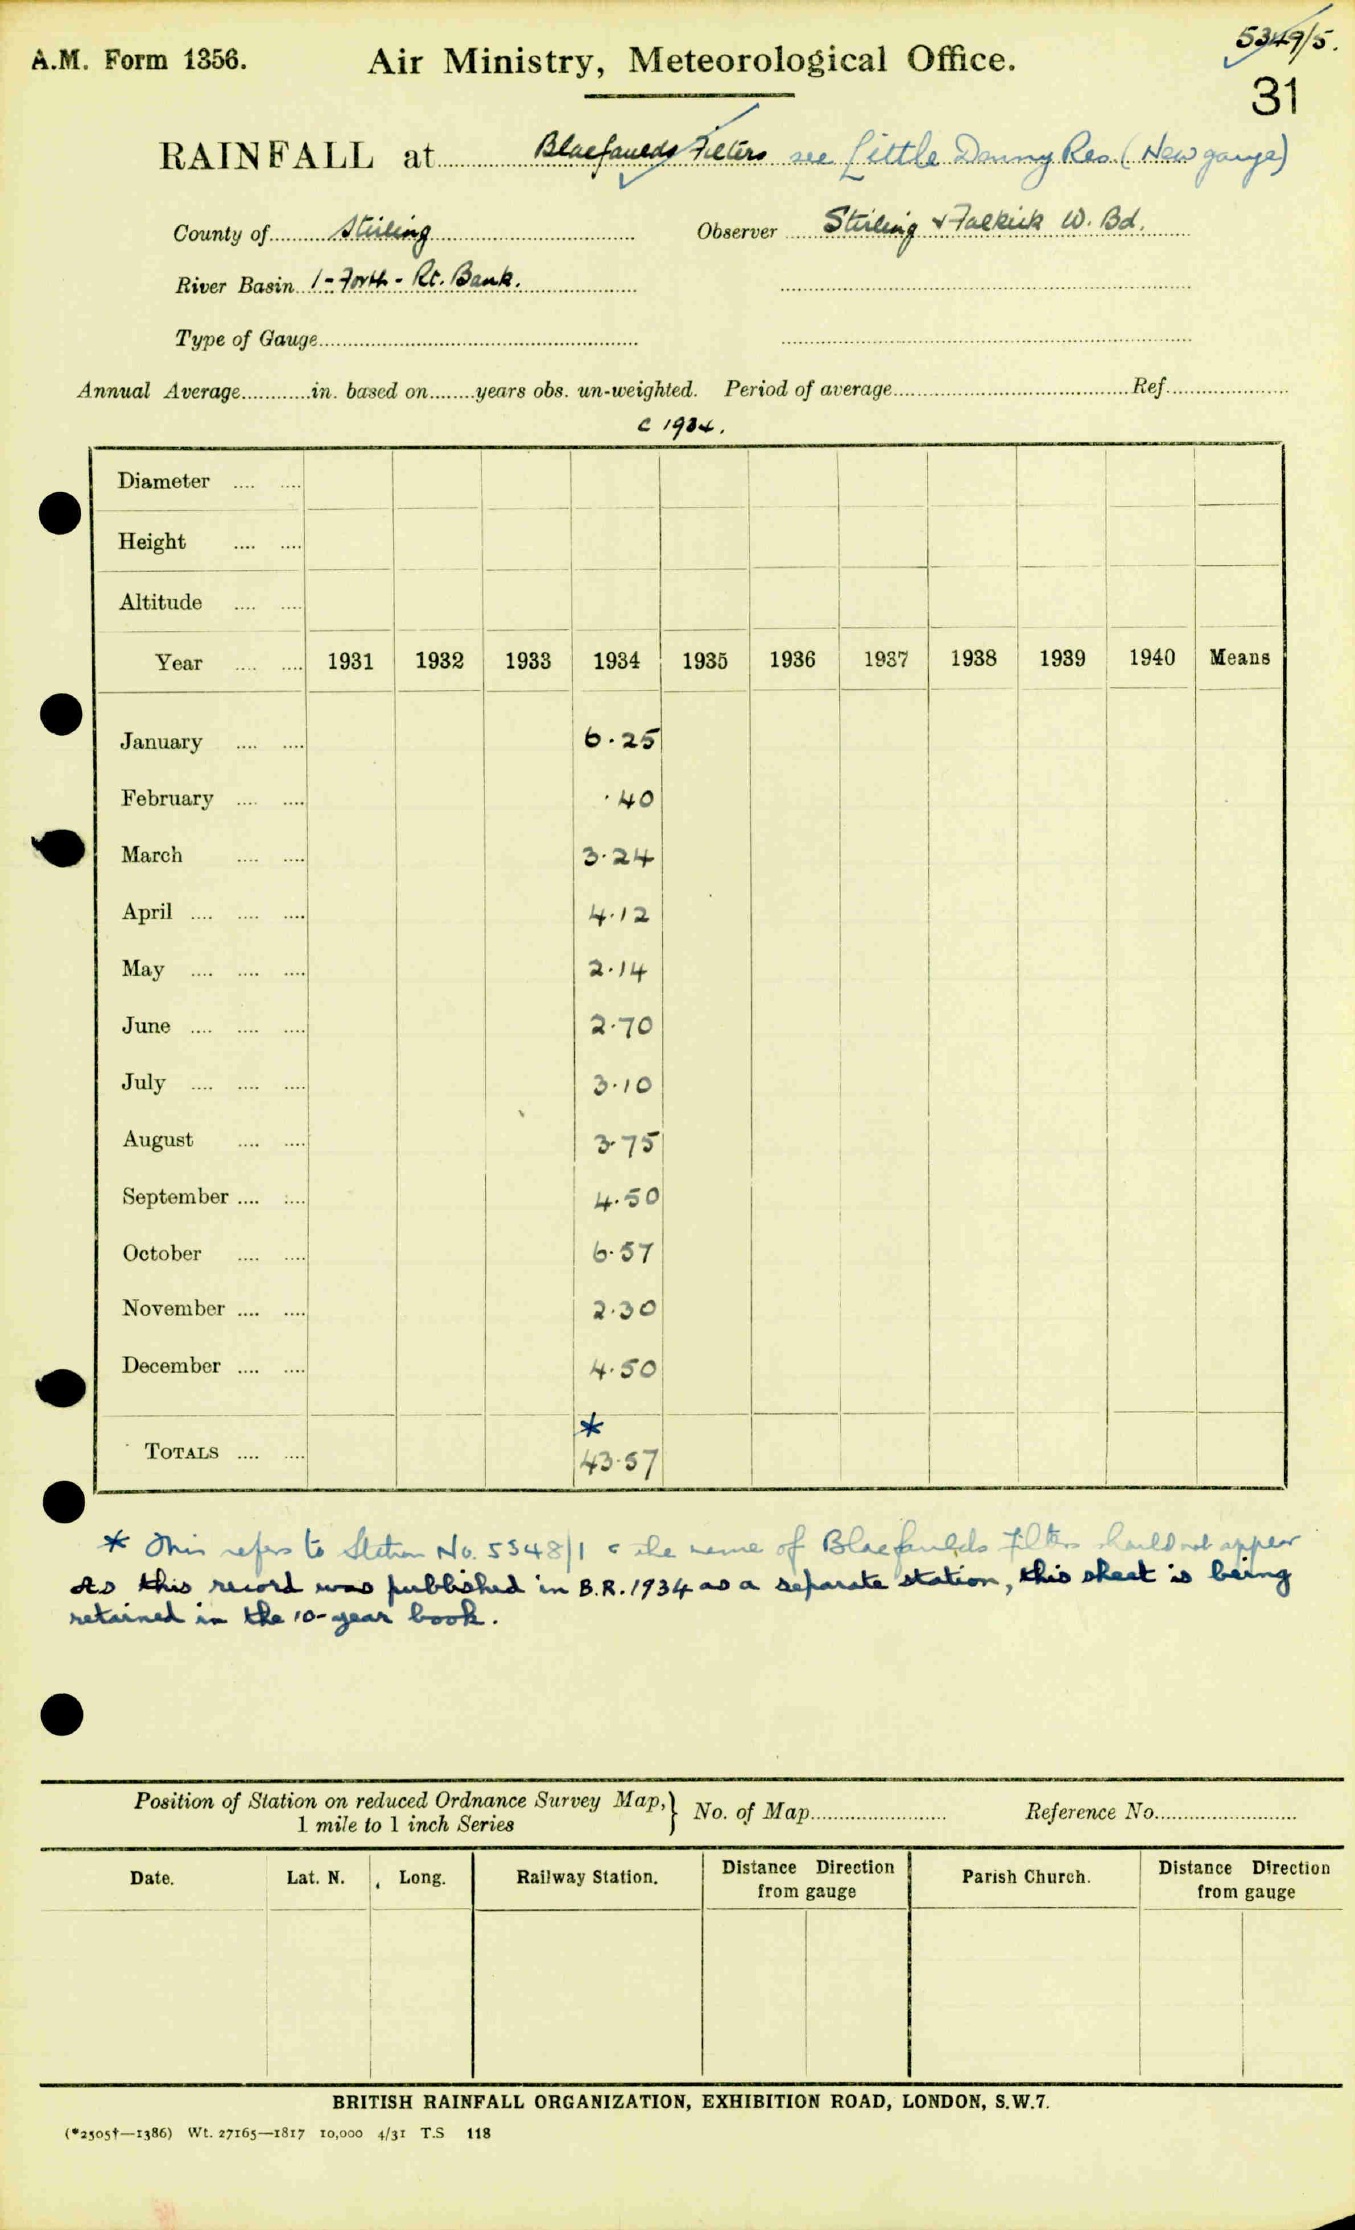 A.M. Form 1356.
Air Ministry, Meteorological Office.
5349/5.
31
RAINFALL at Blaefaulds Filters see Little Denny Res. (New gauge)
County of Stirling
Observer Stirling & Falkirk W. Bd.
River Basin 1 - Forth - Rt. Bank.
Type of Gauge
Annual Average in. based on years obs. un-weighted. Period of average Ref.
c 1934.
Diameter
Height
Altitude
Year 1931 1932 1933 1934 1935 1936 1937 1938 1939 1940 Means
January 6.25
February .40
March 3.24
April 4.12
May 2.14
June 2.70
July 3.10
August 3.75
September 4.50
October 6.57
November 2.30
December 4.50
*
TOTALS 43.57
* This refers to Station No. 5348/1 & the name of Blaefaulds Filters should not appear
As this record was published in B.R. 1934 as a separate station, this sheet is being
retained in the 10-year book.
Position of Station on reduced Ordnance Survey Map,
1 mile to 1 inch Series
No. of Map
Reference No.
Date. Lat. N. Long. Railway Station. Distance Direction from gauge Parish Church. Distance Direction from gauge
BRITISH RAINFALL ORGANIZATION, EXHIBITION ROAD, LONDON, S.W.7.
(*2505†—1386) Wt. 27165—1817 10,000 4/31 T.S 118